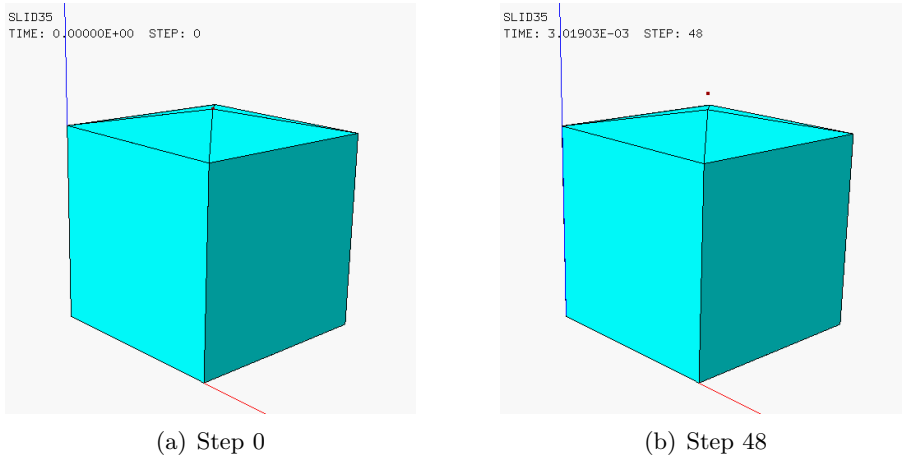 SLID35
TIME: 0.00000E+00 STEP: 0
SLID35
TIME: 3.01903E-03 STEP: 48
(a) Step 0
(b) Step 48